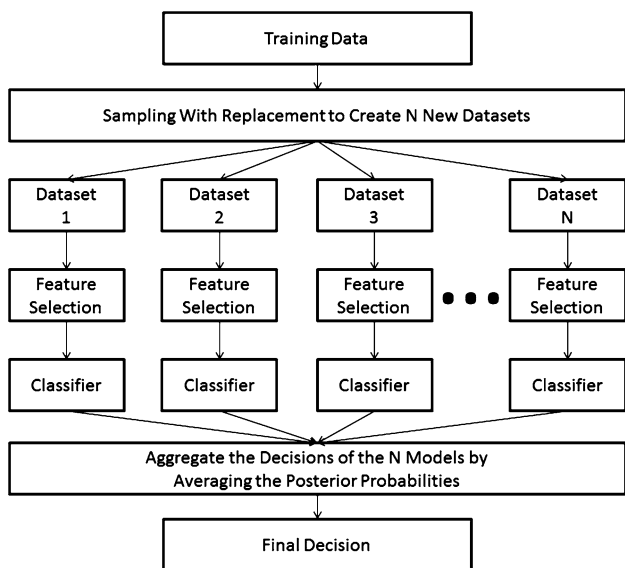 Training Data
Sampling With Replacement to Create N New Datasets
Dataset
1
Dataset
2
Dataset
3
Dataset
N
Feature
Selection
Feature
Selection
Feature
Selection
Feature
Selection
Classifier
Classifier
Classifier
Classifier
Aggregate the Decisions of the N Models by
Averaging the Posterior Probabilities
Final Decision